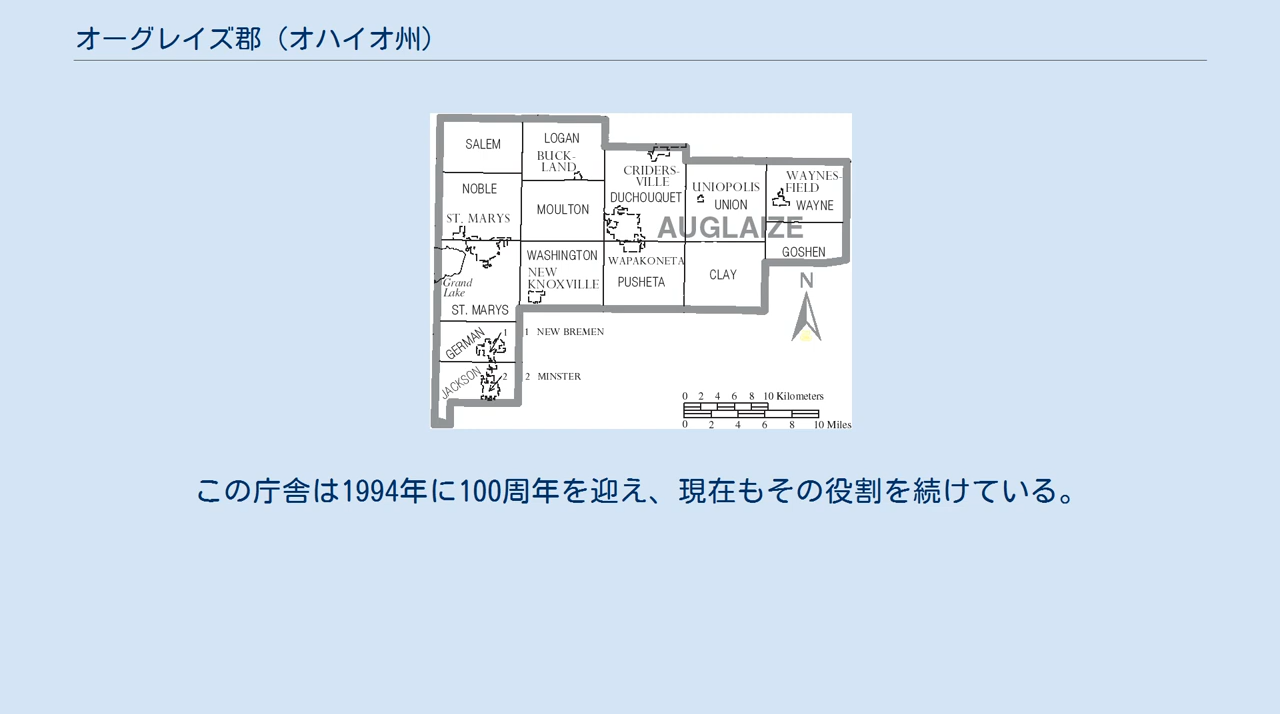 オーグレイズ郡（オハイオ州）
SALEM
LOGAN
BUCK-
LAND
CRIDERS-
VILLE
WAYNES-
FIELD
NOBLE
DUCHOUQUET
UNIOPOLIS
UNION
WAYNE
MOULTON
ST. MARYS
AUGLAIZE
WASHINGTON
WAPAKONETA
GOSHEN
NEW
KNOXVILLE
PUSHETA
CLAY
Grand
Lake
ST. MARYS
N
GERMAN
1
1 NEW BREMEN
JACKSON
2
2 MINSTER
0 2 4 6 8 10 Kilometers
0 2 4 6 8 10 Miles
この庁舎は1994年に100周年を迎え、現在もその役割を続けている。